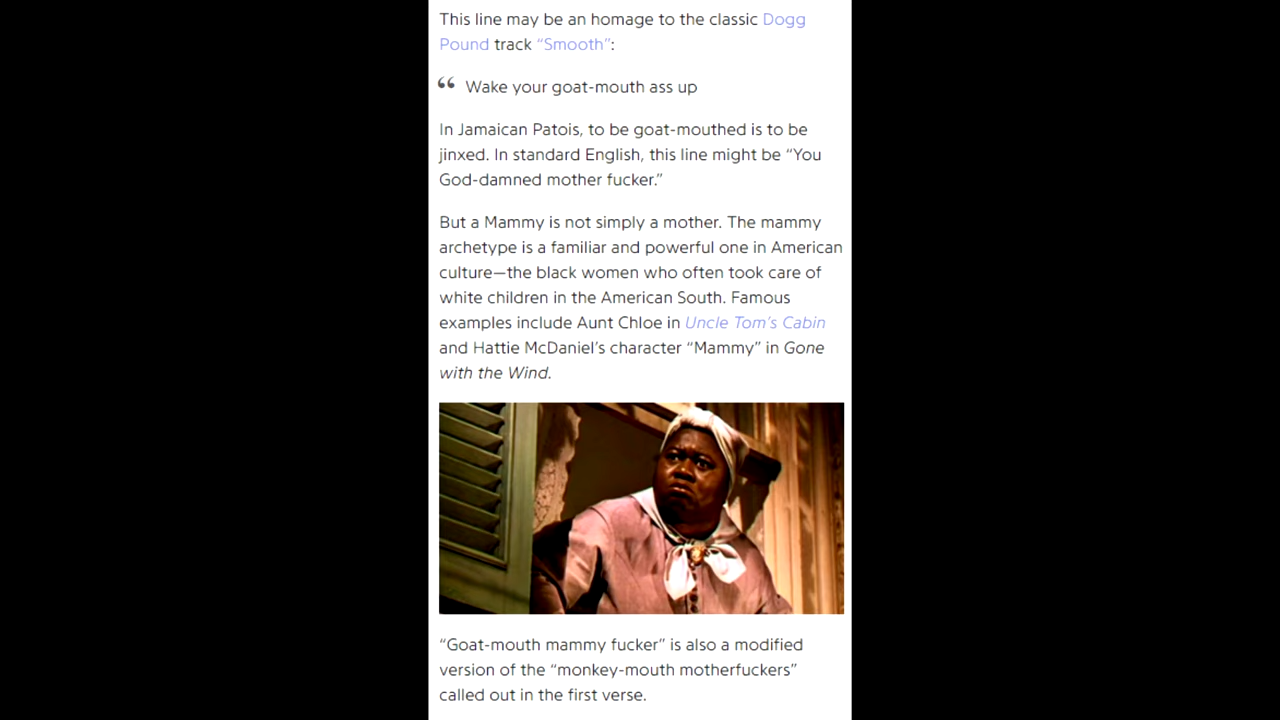 This line may be an homage to the classic Dogg
Pound track “Smooth”:
“ Wake your goat-mouth ass up
In Jamaican Patois, to be goat-mouthed is to be
jinxed. In standard English, this line might be “You
God-damned mother fucker.”
But a Mammy is not simply a mother. The mammy
archetype is a familiar and powerful one in American
culture—the black women who often took care of
white children in the American South. Famous
examples include Aunt Chloe in Uncle Tom’s Cabin
and Hattie McDaniel’s character “Mammy” in Gone
with the Wind.
“Goat-mouth mammy fucker” is also a modified
version of the “monkey-mouth motherfuckers”
called out in the first verse.